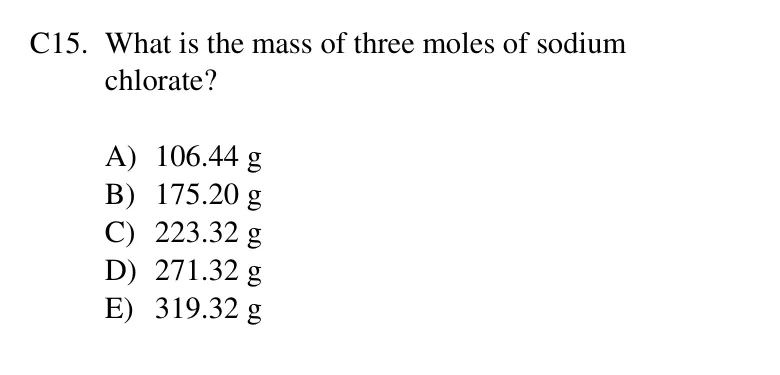 C15. What is the mass of three moles of sodium
chlorate?
A) 106.44 g
B) 175.20 g
C) 223.32 g
D) 271.32 g
E) 319.32 g